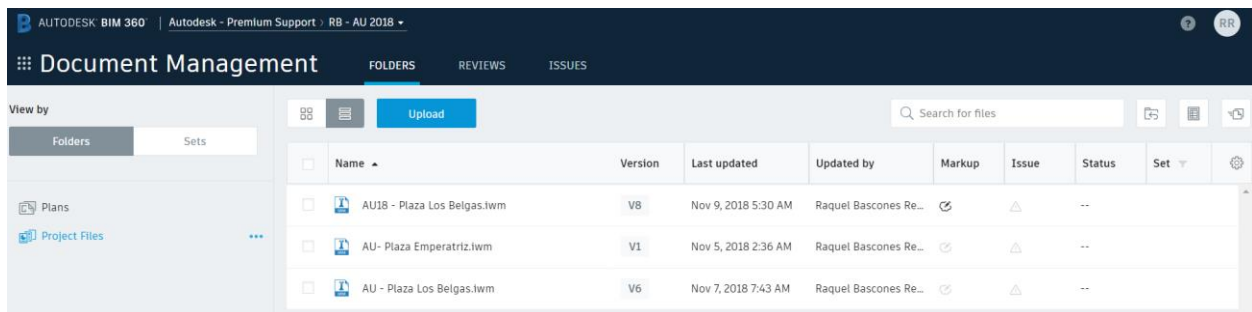 AUTODESK® BIM 360° | Autodesk - Premium Support > RB - AU 2018
? RR
Document Management FOLDERS REVIEWS ISSUES
View by
Folders Sets
Upload Search for files
Name Version Last updated Updated by Markup Issue Status Set
Plans
Project Files ...
AU18 - Plaza Los Belgas.iwm V8 Nov 9, 2018 5:30 AM Raquel Bascones Re... --
AU- Plaza Emperatriz.iwm V1 Nov 5, 2018 2:36 AM Raquel Bascones Re... --
AU - Plaza Los Belgas.iwm V6 Nov 7, 2018 7:43 AM Raquel Bascones Re... --